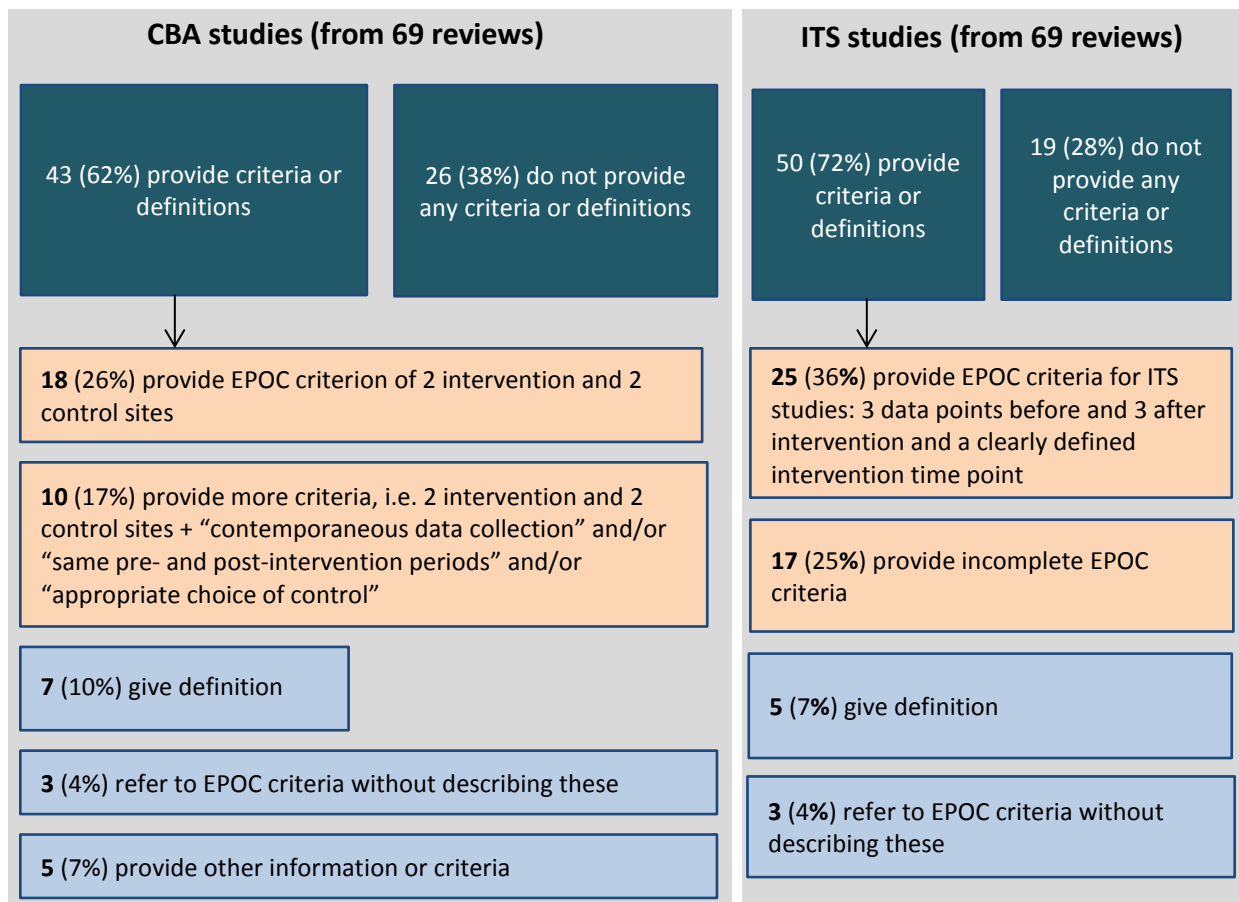 CBA studies (from 69 reviews)
43 (62%) provide criteria or
definitions
26 (38%) do not provide
any criteria or definitions
18 (26%) provide EPOC criterion of 2 intervention and 2
control sites
10 (17%) provide more criteria, i.e. 2 intervention and 2
control sites + “contemporaneous data collection” and/or
“same pre- and post-intervention periods” and/or
“appropriate choice of control”
7 (10%) give definition
3 (4%) refer to EPOC criteria without describing these
5 (7%) provide other information or criteria
ITS studies (from 69 reviews)
50 (72%) provide
criteria or
definitions
19 (28%) do not
provide any
criteria or
definitions
25 (36%) provide EPOC criteria for ITS
studies: 3 data points before and 3 after
intervention and a clearly defined
intervention time point
17 (25%) provide incomplete EPOC
criteria
5 (7%) give definition
3 (4%) refer to EPOC criteria without
describing these